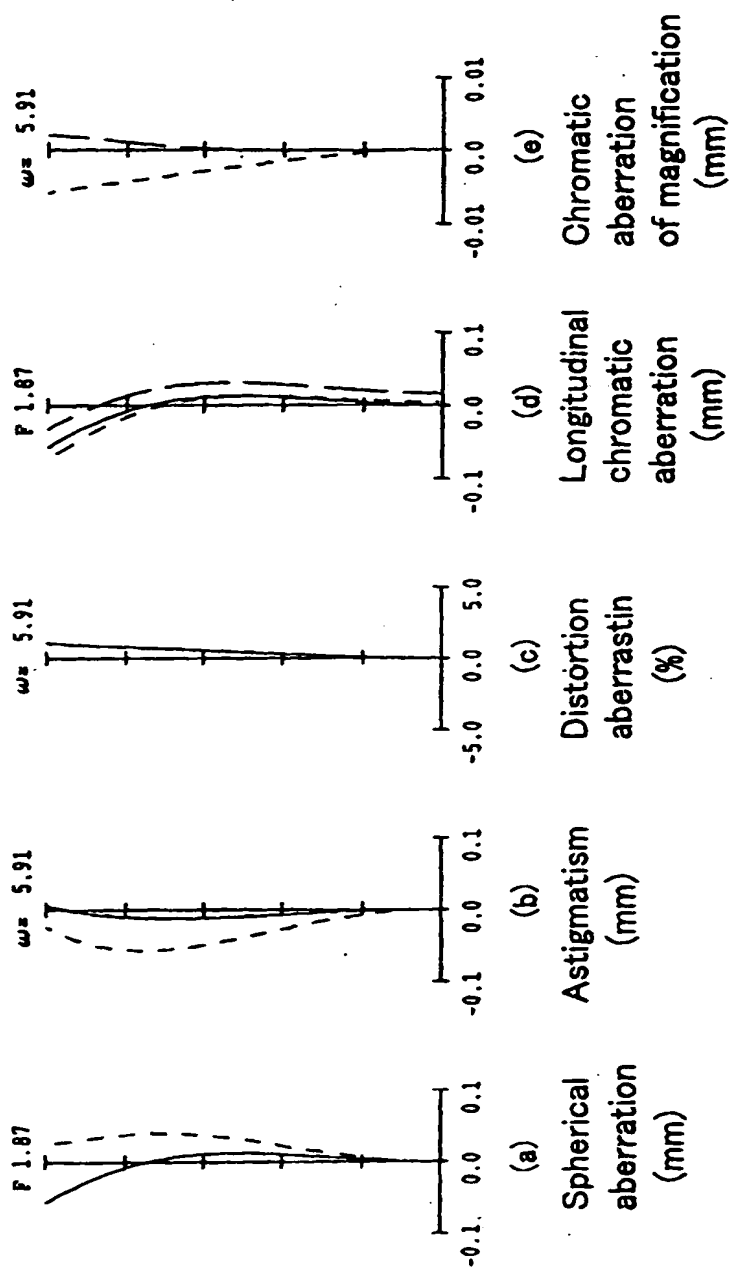 F 1.87
-0.1 0.0 0.1
(a)
Spherical
aberration
(mm)
ω= 5.91
-0.1 0.0 0.1
(b)
Astigmatism
(mm)
ω= 5.91
-5.0 0.0 5.0
(c)
Distortion
aberrastin
(%)
F 1.87
-0.1 0.0 0.1
(d)
Longitudinal
chromatic
aberration
(mm)
ω= 5.91
-0.01 0.0 0.01
(e)
Chromatic
aberration
of magnification
(mm)